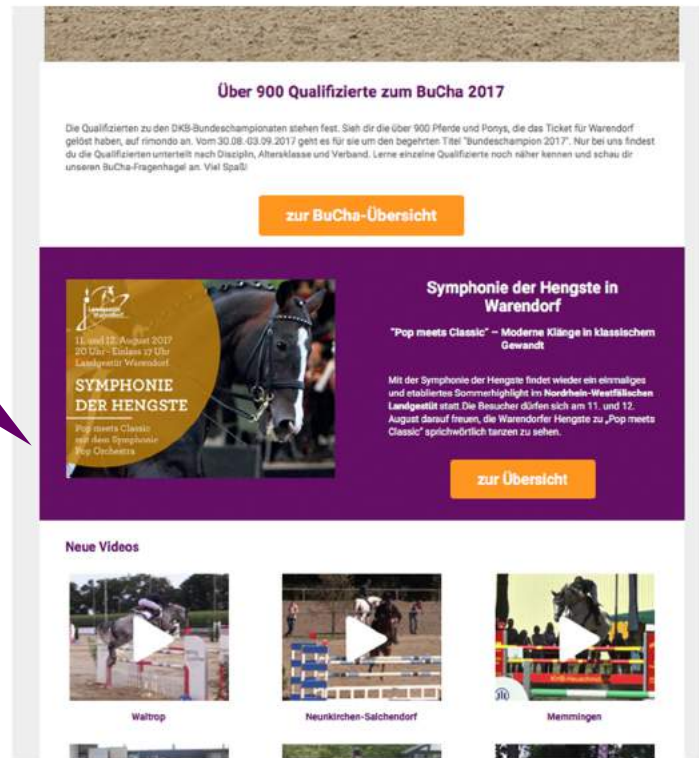 Über 900 Qualifizierte zum BuCha 2017
Die Qualifizierten zu den DKB-Bundeschampionaten stehen fest. Sieh dir die über 900 Pferde und Ponys, die das Ticket für Warendorf
gelöst haben, auf rimondo an. Vom 30.08.-03.09.2017 geht es für sie um den begehrten Titel "Bundeschampion 2017". Nur bei uns findest
du die Qualifizierten unterteilt nach Disziplin, Altersklasse und Verband. Lerne einzelne Qualifizierte noch näher kennen und schau dir
unseren BuCha-Fragenhagel an. Viel Spaß!
zur BuCha-Übersicht
Landgestüt
Warendorf
11. und 12. August 2017
20 Uhr - Einlass 17 Uhr
Landgestüt Warendorf
SYMPHONIE
DER HENGSTE
Pop meets Classic
mit dem Symphonic
Pop Orchestra
Symphonie der Hengste in
Warendorf
"Pop meets Classic" – Moderne Klänge in klassischem
Gewandt
Mit der Symphonie der Hengste findet wieder ein einmaliges
und etabliertes Sommerhighlight im Nordrhein-Westfälischen
Landgestüt statt.Die Besucher dürfen sich am 11. und 12.
August darauf freuen, die Warendorfer Hengste zu „Pop meets
Classic" sprichwörtlich tanzen zu sehen.
zur Übersicht
Neue Videos
Waltrop
Neunkirchen-Salchendorf
Memmingen